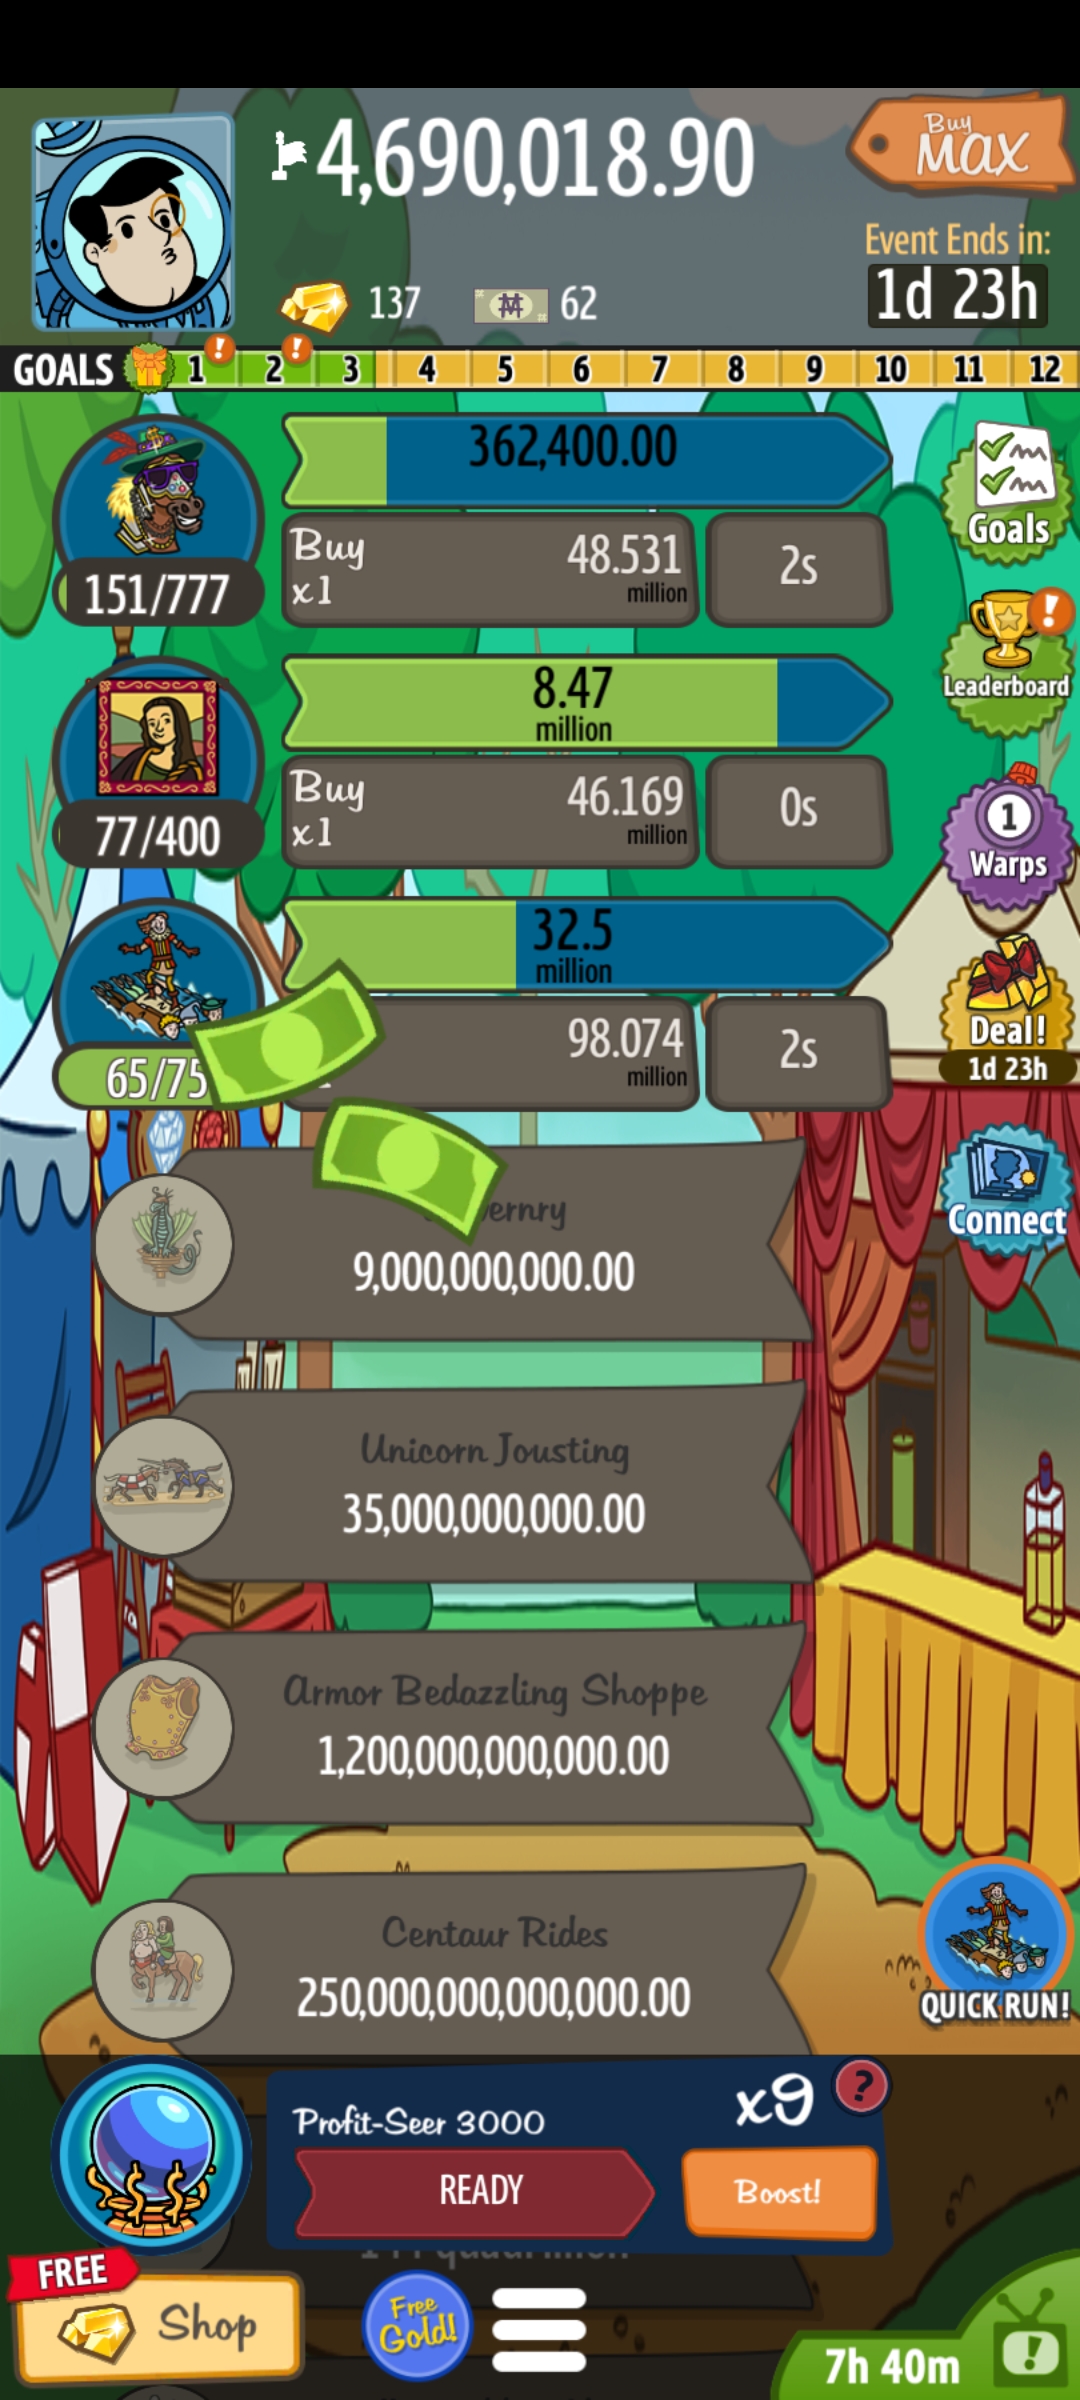 4,690,018.90
Buy
MAX
137
62
Event Ends in:
1d 23h
GOALS 1 ! 2 ! 3 4 5 6 7 8 9 10 11 12
362,400.00
Buy
x1
48.531
million
2s
151/777
Goals
8.47
million
Buy
x1
46.169
million
0s
77/400
!
Leaderboard
1
Warps
32.5
million
98.074
million
2s
65/75
Deal!
1d 23h
9,000,000,000.00
Connect
Unicorn Jousting
35,000,000,000.00
Armor Bedazzling Shoppe
1,200,000,000,000.00
Centaur Rides
250,000,000,000,000.00
QUICK RUN!
Profit-Seer 3000
x9
?
READY
Boost!
FREE
Shop
Free
Gold!
7h 40m
!